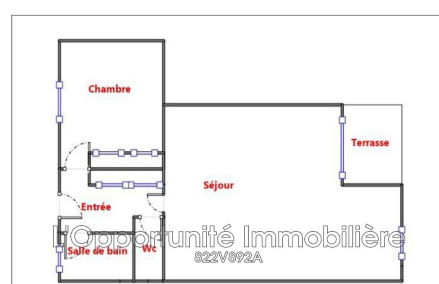 Chambre
Terrasse
Séjour
Entrée
L'Opportunité Immobilière
Salle de bain
Wc
822V892A